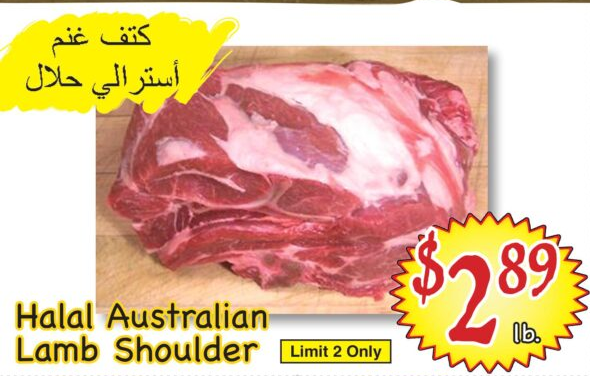 كتف غنم
أسترالي حلال
Halal Australian
Lamb Shoulder
Limit 2 Only
$2 89
lb.